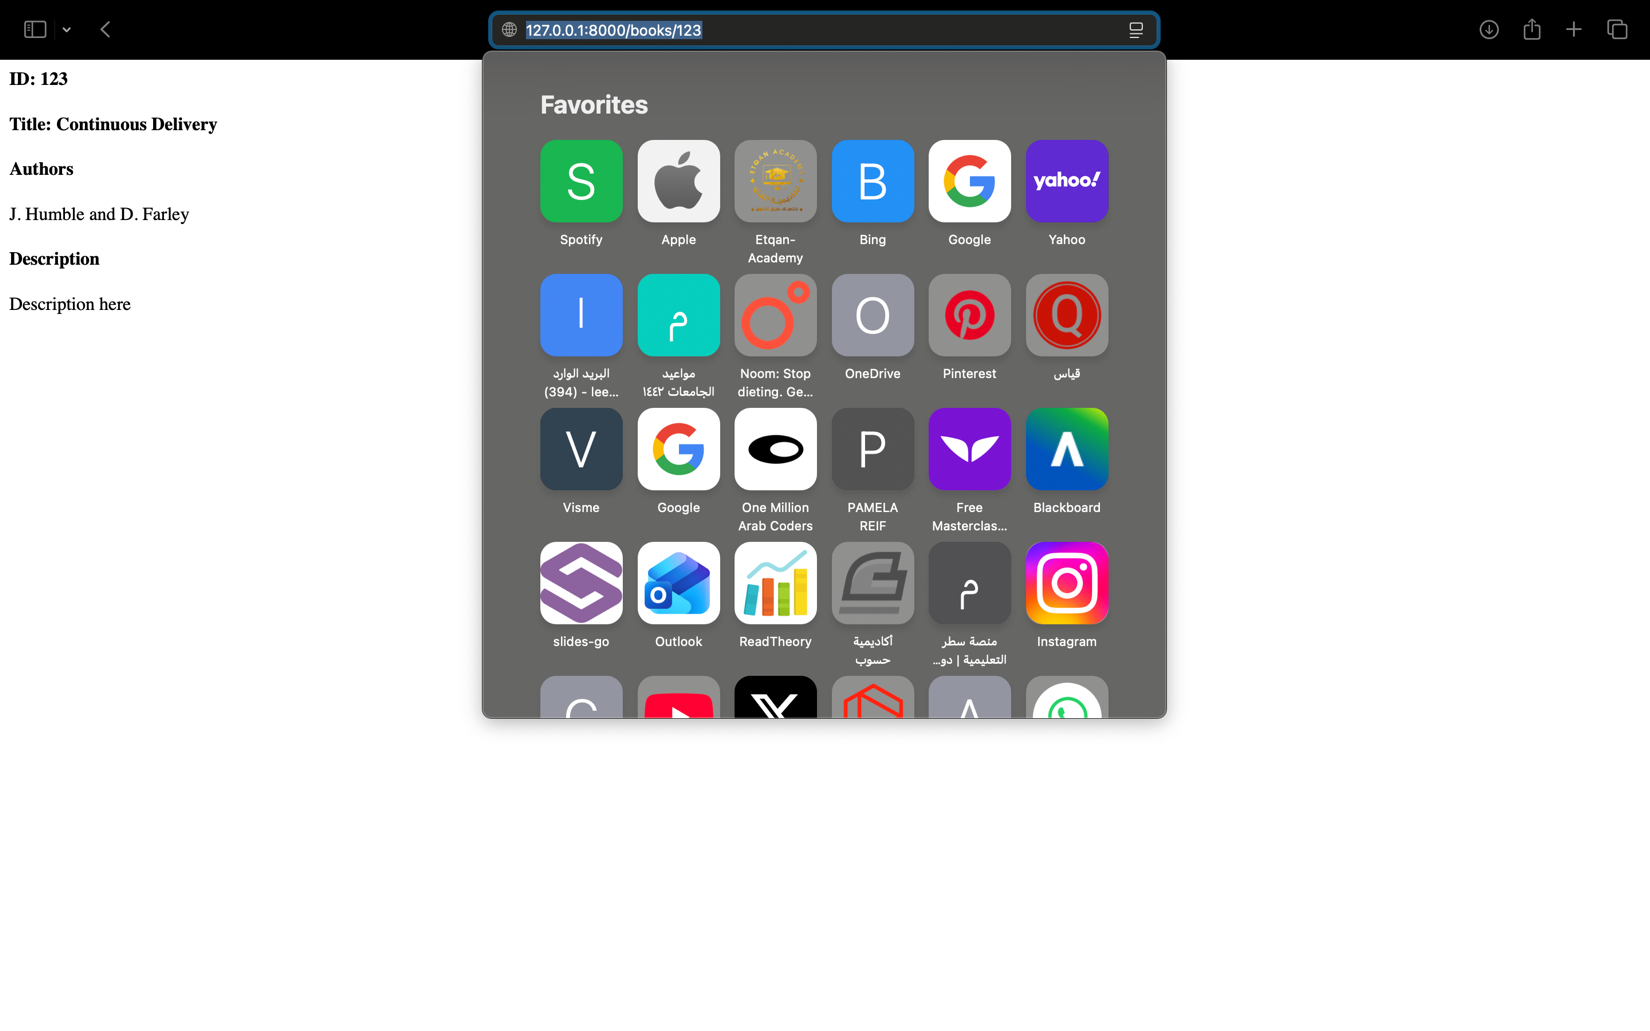 127.0.0.1:8000/books/123
ID: 123
Title: Continuous Delivery
Authors
J. Humble and D. Farley
Description
Description here
Favorites
S
B
yahoo!
Spotify
Apple
Etqan-
Academy
Bing
Google
Yahoo
ا
م
O
Q
البريد الوارد
(394) - lee...
مواعيد
الجامعات ١٤٤٢
Noom: Stop
dieting. Ge...
OneDrive
Pinterest
قياس
V
P
Visme
Google
One Million
Arab Coders
PAMELA
REIF
Free
Masterclas...
Blackboard
م
slides-go
Outlook
ReadTheory
أكاديمية
حسوب
منصة سطر
التعليمية | دو...
Instagram